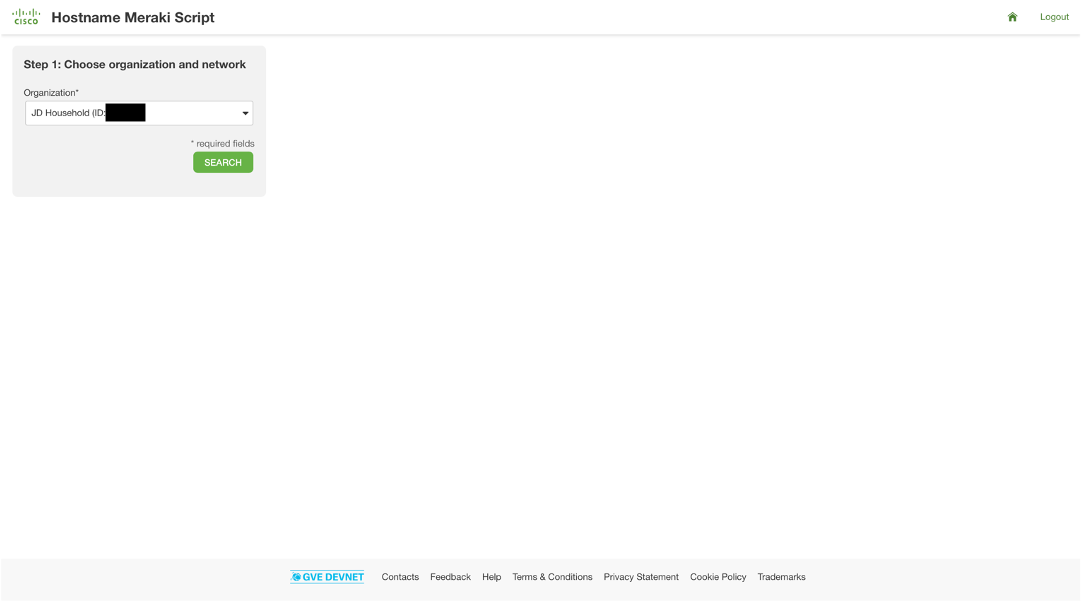 CISCO Hostname Meraki Script Logout
Step 1: Choose organization and network
Organization*
JD Household (ID:
* required fields
SEARCH
GVE DEVNET Contacts Feedback Help Terms & Conditions Privacy Statement Cookie Policy Trademarks